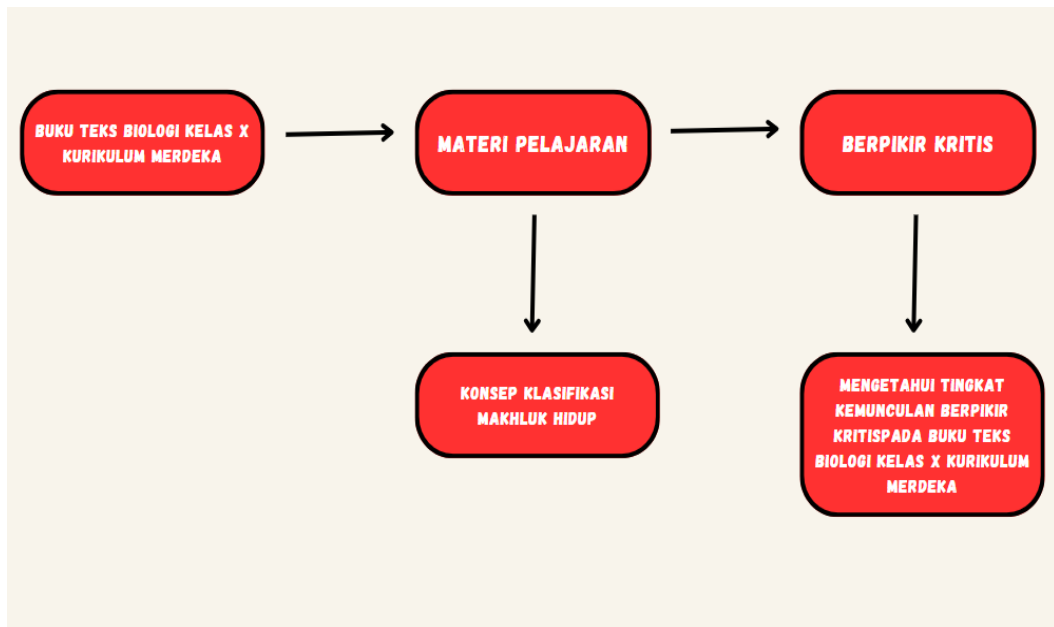 BUKU TEKS BIOLOGI KELAS X
KURIKULUM MERDEKA
MATERI PELAJARAN
BERPIKIR KRITIS
KONSEP KLASIFIKASI
MAKHLUK HIDUP
MENGETAHUI TINGKAT
KEMUNCULAN BERPIKIR
KRITISPADA BUKU TEKS
BIOLOGI KELAS X KURIKULUM
MERDEKA